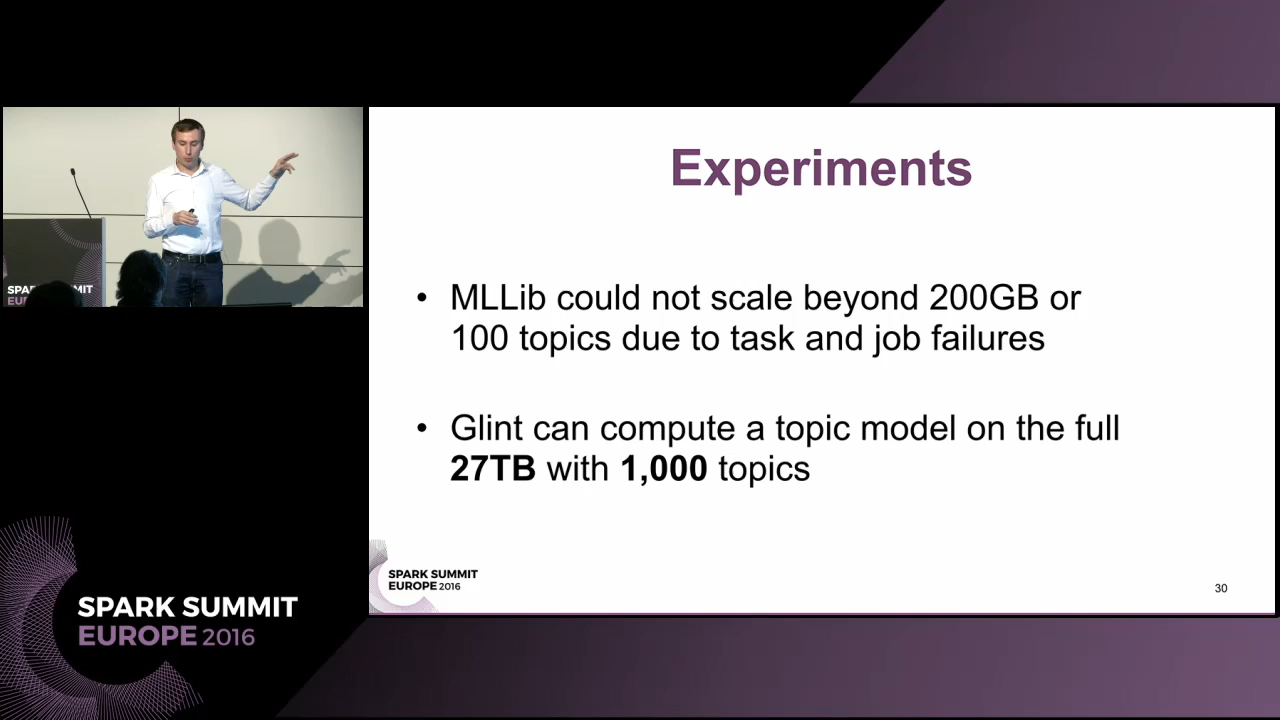 Experiments
• MLLib could not scale beyond 200GB or
100 topics due to task and job failures
• Glint can compute a topic model on the full
27TB with 1,000 topics
SPARK SUMMIT
EUROPE 2016
30
SPARK SUMMIT
EUROPE 2016